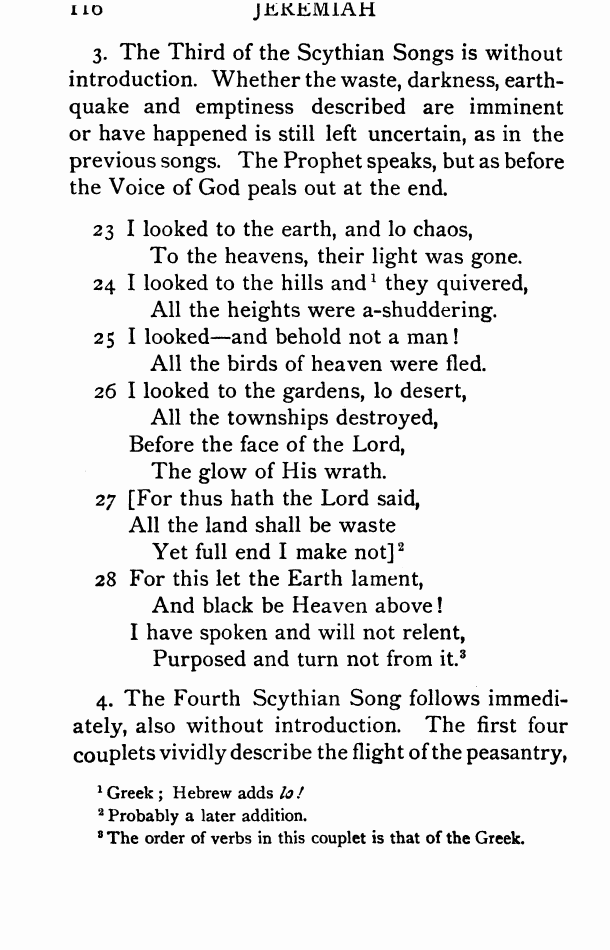 110 JEREMIAH
3. The Third of the Scythian Songs is without
introduction. Whether the waste, darkness, earth-
quake and emptiness described are imminent
or have happened is still left uncertain, as in the
previous songs. The Prophet speaks, but as before
the Voice of God peals out at the end.
23 I looked to the earth, and lo chaos,
To the heavens, their light was gone.
24 I looked to the hills and¹ they quivered,
All the heights were a-shuddering.
25 I looked—and behold not a man!
All the birds of heaven were fled.
26 I looked to the gardens, lo desert,
All the townships destroyed,
Before the face of the Lord,
The glow of His wrath.
27 [For thus hath the Lord said,
All the land shall be waste
Yet full end I make not]²
28 For this let the Earth lament,
And black be Heaven above!
I have spoken and will not relent,
Purposed and turn not from it.³
4. The Fourth Scythian Song follows immedi-
ately, also without introduction. The first four
couplets vividly describe the flight of the peasantry,
¹ Greek; Hebrew adds lo!
² Probably a later addition.
³ The order of verbs in this couplet is that of the Greek.